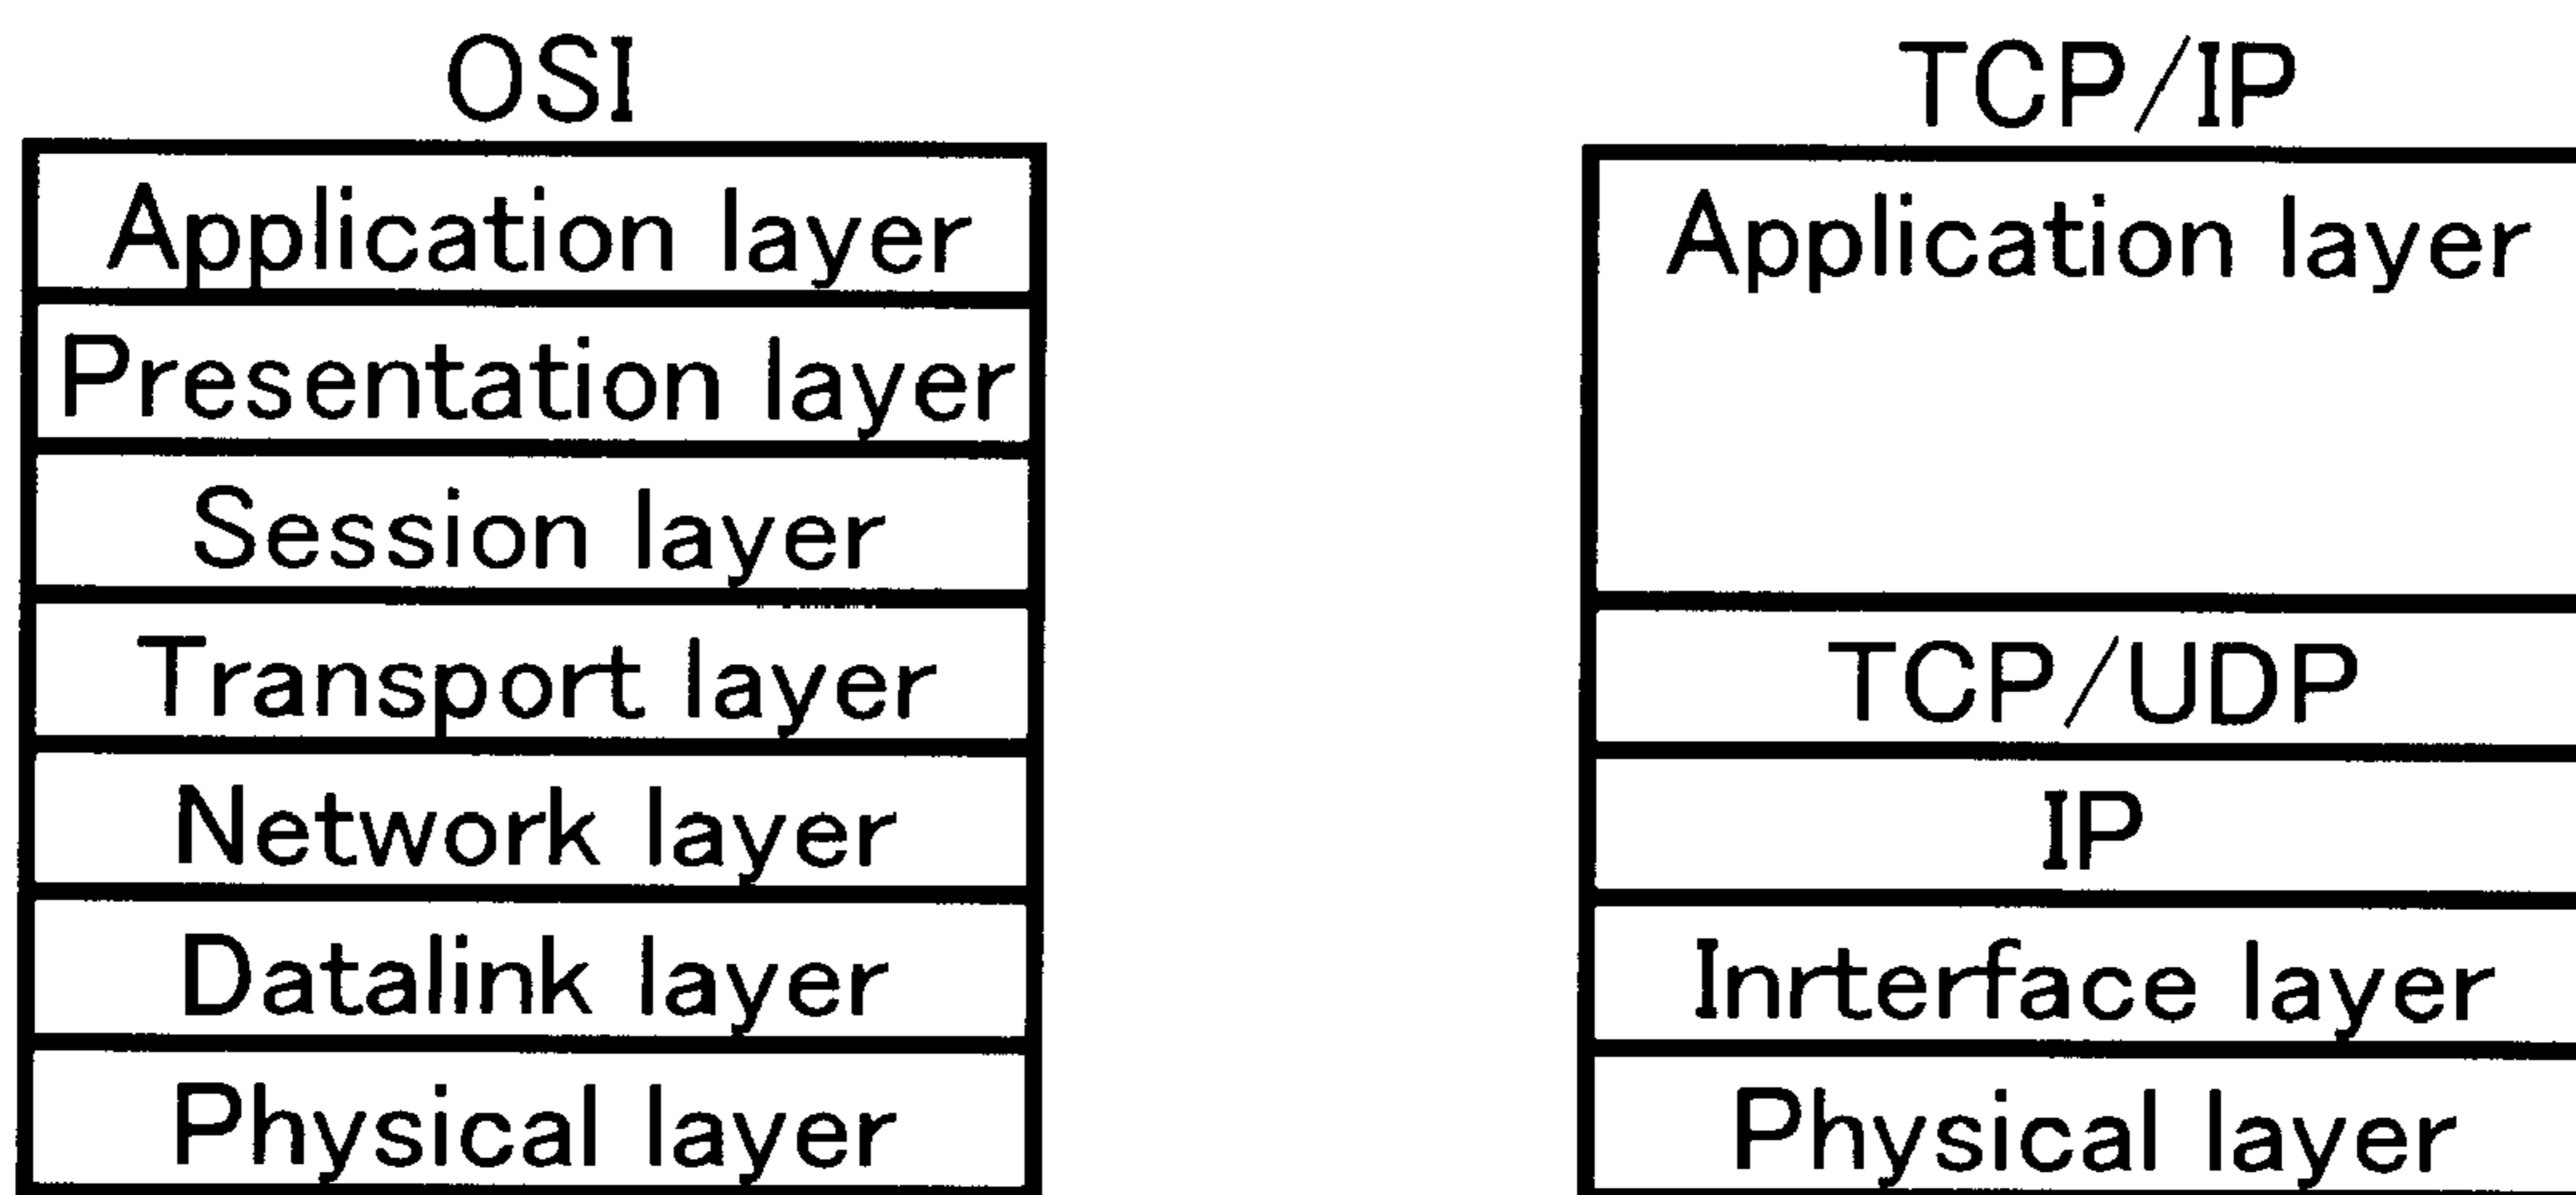 OSI
Application layer
Presentation layer
Session layer
Transport layer
Network layer
Datalink layer
Physical layer
TCP/IP
Application layer
TCP/UDP
IP
Inrterface layer
Physical layer